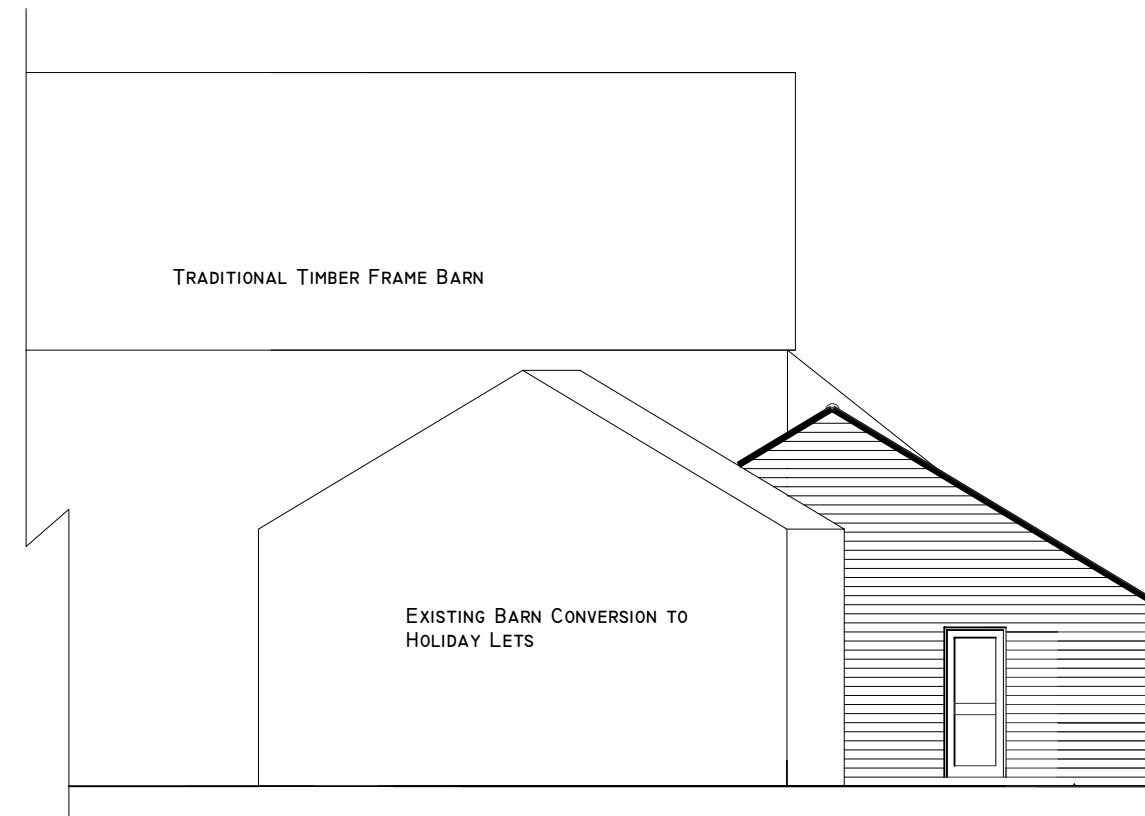 Traditional Timber Frame Barn
Existing Barn Conversion to
Holiday Lets